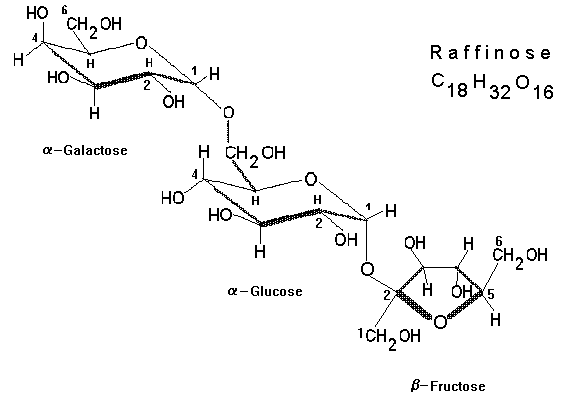 HO 6 CH2OH
4 O
H H H 1 H
HO 2
H OH
O
α-Galactose
Raffinose
C18H32O16
H CH2OH
4 O
HO H H 1 H
HO 2
H OH
O
α-Glucose
OH H 6 CH2OH
2 H OH 5
O H
1 CH2OH
β-Fructose